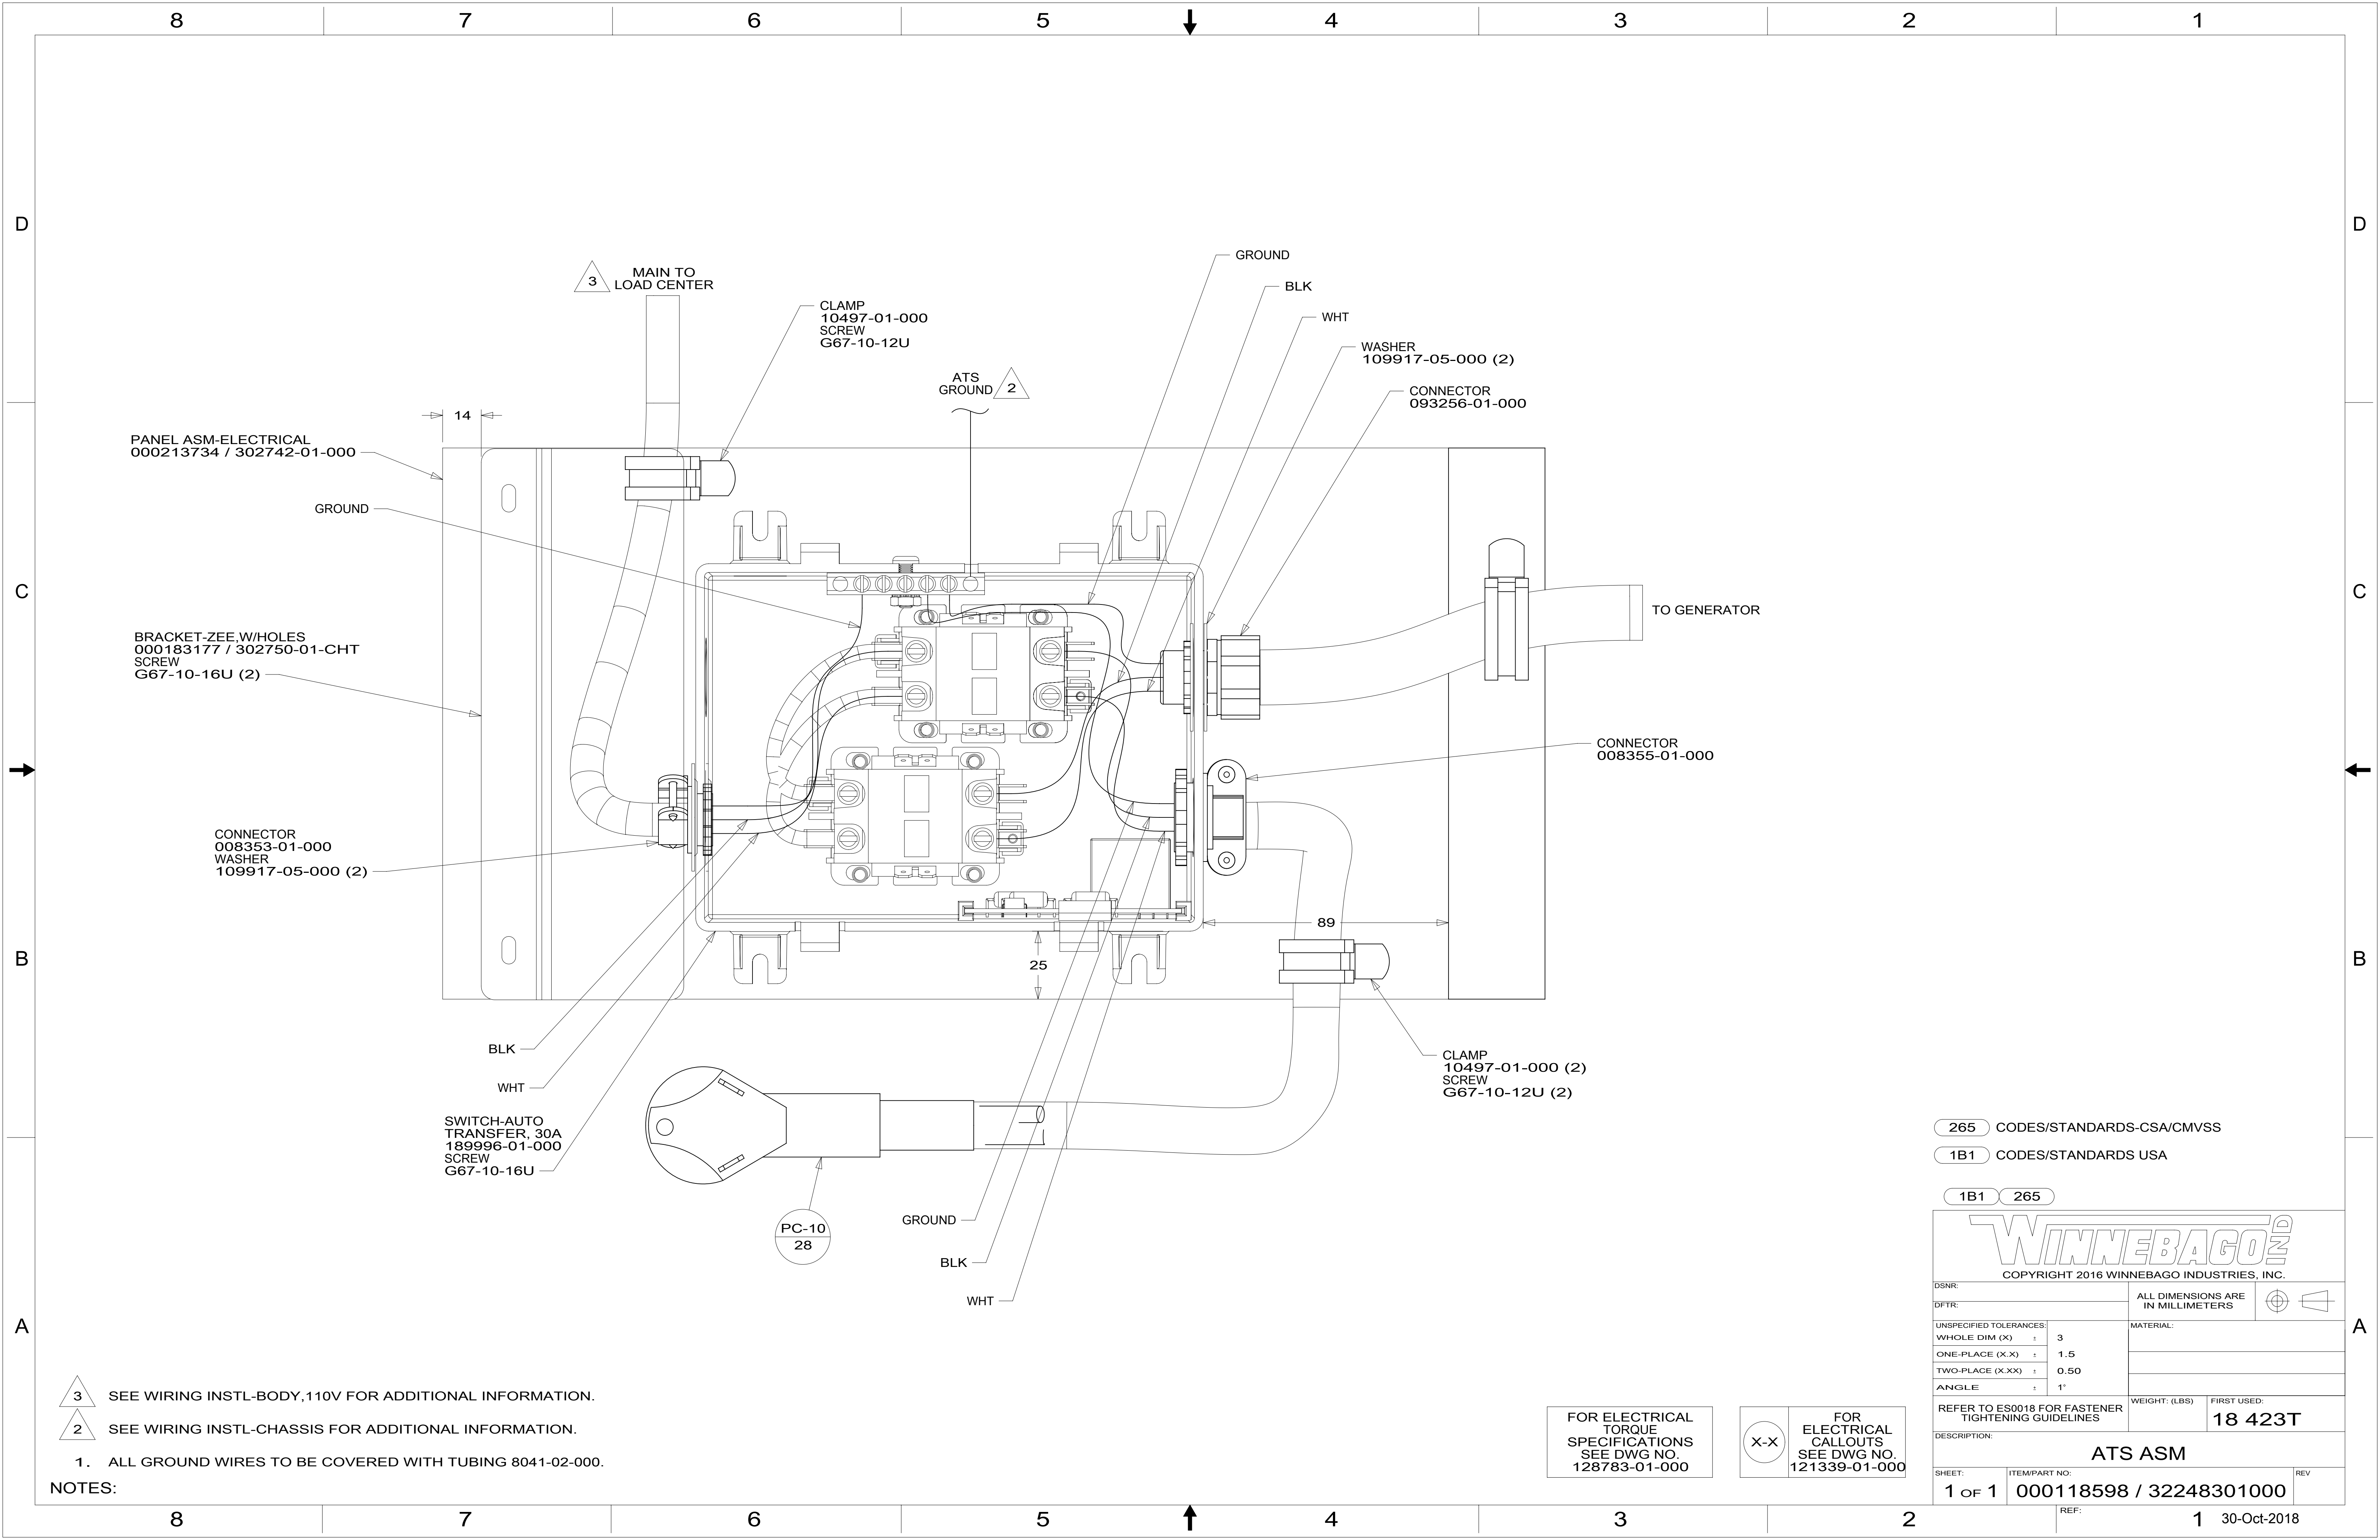 8 7 6 5 4 3 2 1
D
D
GROUND
BLK
WHT
3
MAIN TO
LOAD CENTER
CLAMP
10497-01-000
SCREW
G67-10-12U
WASHER
109917-05-000 (2)
ATS
GROUND
2
CONNECTOR
093256-01-000
14
PANEL ASM-ELECTRICAL
000213734 / 302742-01-000
GROUND
C
C
TO GENERATOR
BRACKET-ZEE,W/HOLES
000183177 / 302750-01-CHT
SCREW
G67-10-16U (2)
CONNECTOR
008355-01-000
CONNECTOR
008353-01-000
WASHER
109917-05-000 (2)
89
25
B
B
BLK
WHT
CLAMP
10497-01-000 (2)
SCREW
G67-10-12U (2)
SWITCH-AUTO
TRANSFER, 30A
189996-01-000
SCREW
G67-10-16U
PC-10
28
GROUND
BLK
WHT
265 CODES/STANDARDS-CSA/CMVSS
1B1 CODES/STANDARDS USA
1B1 265
WINNEBAGO IND
COPYRIGHT 2016 WINNEBAGO INDUSTRIES, INC.
DSNR:
DFTR:
ALL DIMENSIONS ARE
IN MILLIMETERS
A
A
UNSPECIFIED TOLERANCES:
WHOLE DIM (X) ± 3
ONE-PLACE (X.X) ± 1.5
TWO-PLACE (X.XX) ± 0.50
ANGLE ± 1°
MATERIAL:
REFER TO ES0018 FOR FASTENER
TIGHTENING GUIDELINES
WEIGHT: (LBS)
FIRST USED:
18 423T
DESCRIPTION:
ATS ASM
SHEET:
1 OF 1
ITEM/PART NO:
000118598 / 32248301000
REV
REF:
30-Oct-2018
3 SEE WIRING INSTL-BODY,110V FOR ADDITIONAL INFORMATION.
2 SEE WIRING INSTL-CHASSIS FOR ADDITIONAL INFORMATION.
1. ALL GROUND WIRES TO BE COVERED WITH TUBING 8041-02-000.
NOTES:
FOR ELECTRICAL
TORQUE
SPECIFICATIONS
SEE DWG NO.
128783-01-000
X-X
FOR
ELECTRICAL
CALLOUTS
SEE DWG NO.
121339-01-000
8 7 6 5 4 3 2 1